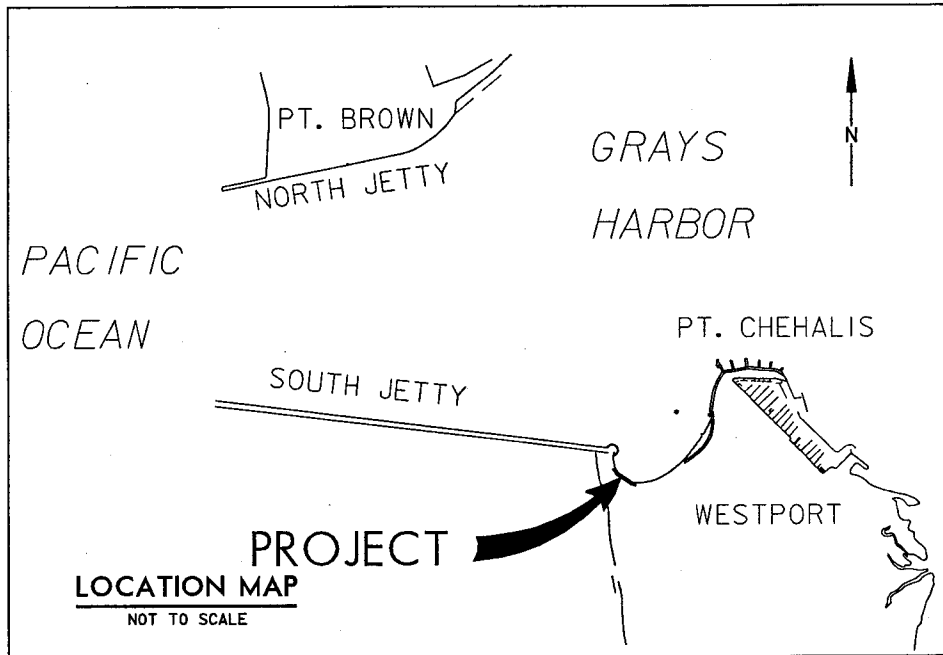 PT. BROWN
NORTH JETTY
GRAYS
HARBOR
N
PACIFIC
OCEAN
PT. CHEHALIS
SOUTH JETTY
WESTPORT
PROJECT
LOCATION MAP
NOT TO SCALE